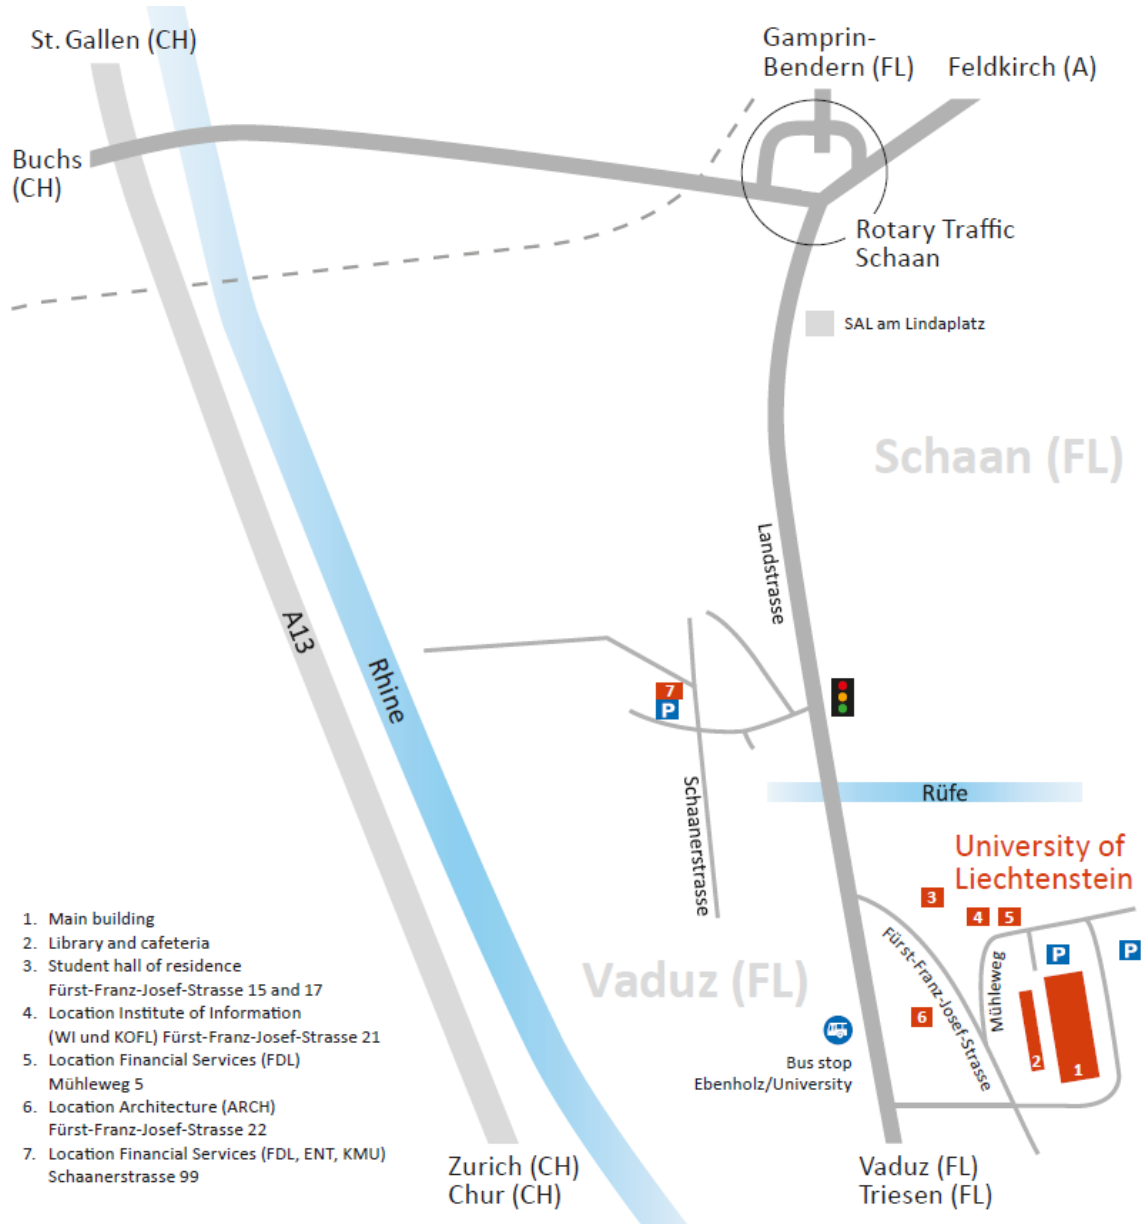 St. Gallen (CH)
Gamprin-
Bendern (FL)
Feldkirch (A)
Buchs
(CH)
Rotary Traffic
Schaan
SAL am Lindaplatz
Schaan (FL)
Landstrasse
A13
Rhine
7
P
Schaanerstrasse
Rüfe
University of
Liechtenstein
3
4
5
P
P
Fürst-Franz-Josef-Strasse
Mühleweg
6
2
1
Vaduz (FL)
Bus stop
Ebenholz/University
1. Main building
2. Library and cafeteria
3. Student hall of residence
Fürst-Franz-Josef-Strasse 15 and 17
4. Location Institute of Information
(WI und KOFL) Fürst-Franz-Josef-Strasse 21
5. Location Financial Services (FDL)
Mühleweg 5
6. Location Architecture (ARCH)
Fürst-Franz-Josef-Strasse 22
7. Location Financial Services (FDL, ENT, KMU)
Schaanerstrasse 99
Zurich (CH)
Chur (CH)
Vaduz (FL)
Triesen (FL)